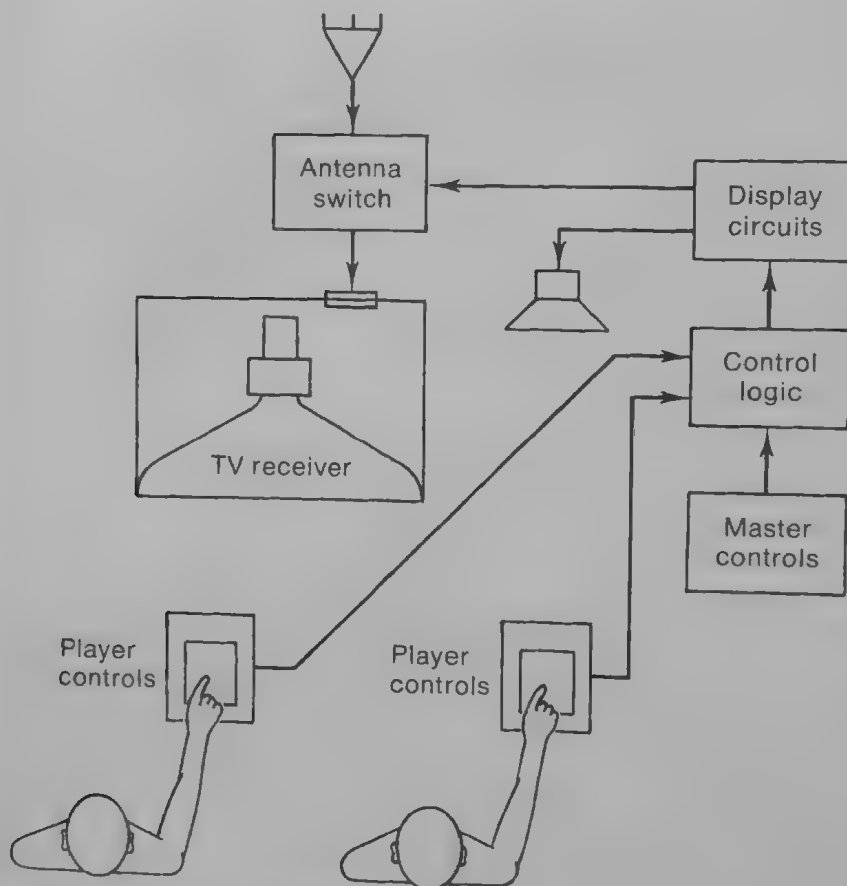 Antenna
switch
Display
circuits
Control
logic
TV receiver
Master
controls
Player
controls
Player
controls